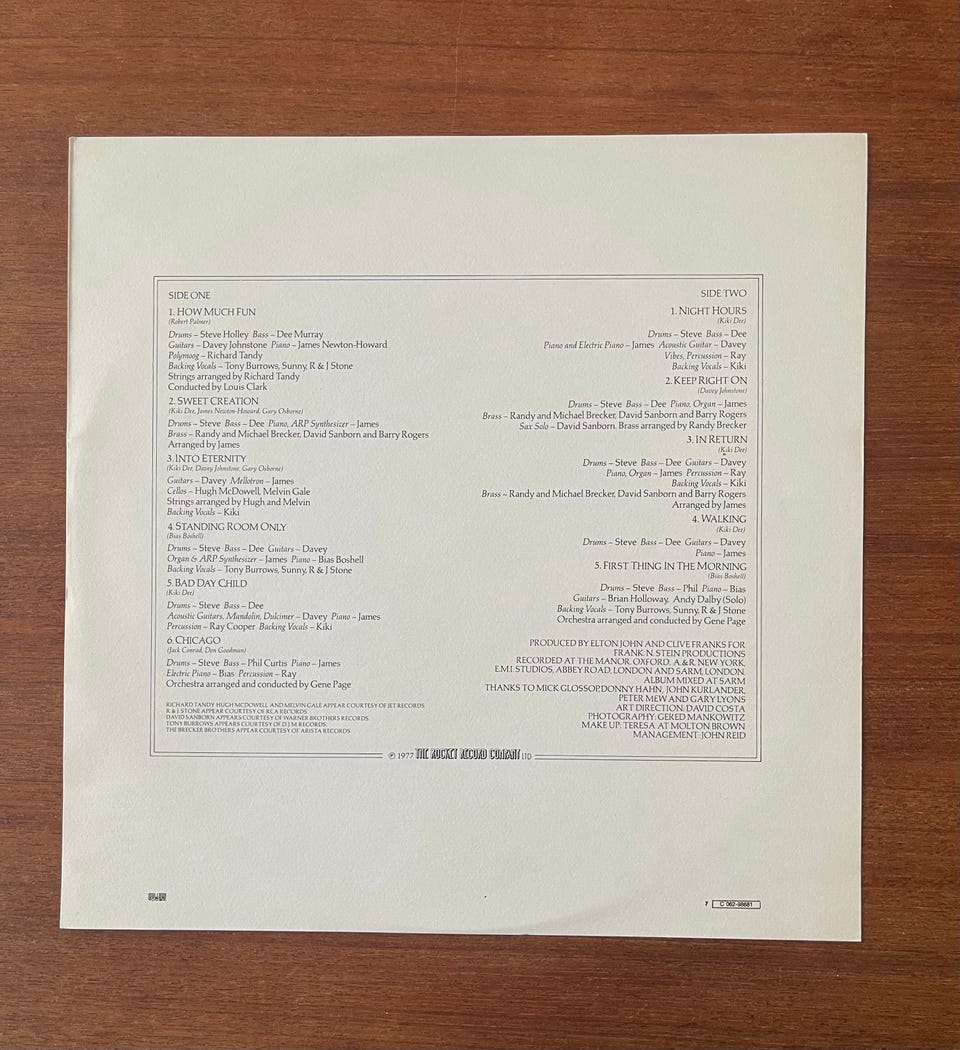 SIDE ONE
1. HOW MUCH FUN
(Robert Palmer)
Drums – Steve Holley Bass – Dee Murray
Guitars – Davey Johnstone Piano – James Newton-Howard
Polymoog – Richard Tandy
Backing Vocals – Tony Burrows, Sunny, R & J Stone
Strings arranged by Richard Tandy
Conducted by Louis Clark
2. SWEET CREATION
(Kiki Dee, James Newton-Howard, Gary Osborne)
Drums – Steve Bass – Dee Piano, ARP Synthesizer – James
Brass – Randy and Michael Brecker, David Sanborn and Barry Rogers
Arranged by James
3. INTO ETERNITY
(Kiki Dee, Davey Johnstone, Gary Osborne)
Guitars – Davey Mellotron – James
Cellos – Hugh McDowell, Melvin Gale
Strings arranged by Hugh and Melvin
Backing Vocals – Kiki
4. STANDING ROOM ONLY
(Bias Boshell)
Drums – Steve Bass – Dee Guitars – Davey
Organ & ARP Synthesizer – James Piano – Bias Boshell
Backing Vocals – Tony Burrows, Sunny, R & J Stone
5. BAD DAY CHILD
(Kiki Dee)
Drums – Steve Bass – Dee
Acoustic Guitars, Mandolin, Dulcimer – Davey Piano – James
Percussion – Ray Cooper Backing Vocals – Kiki
6. CHICAGO
(Jack Conrad, Don Goodman)
Drums – Steve Bass – Phil Curtis Piano – James
Electric Piano – Bias Percussion – Ray
Orchestra arranged and conducted by Gene Page
RICHARD TANDY HUGH MCDOWELL AND MELVIN GALE APPEAR COURTESY OF JET RECORDS
R & J. STONE APPEAR COURTESY OF RCA RECORDS
DAVID SANBORN APPEARS COURTESY OF WARNER BROTHERS RECORDS
TONY BURROWS APPEARS COURTESY OF D J M RECORDS
THE BRECKER BROTHERS APPEAR COURTESY OF ARISTA RECORDS
SIDE TWO
1. NIGHT HOURS
(Kiki Dee)
Drums – Steve Bass – Dee
Piano and Electric Piano – James Acoustic Guitar – Davey
Vibes, Percussion – Ray
Backing Vocals – Kiki
2. KEEP RIGHT ON
(Davey Johnstone)
Drums – Steve Bass – Dee Piano, Organ – James
Brass – Randy and Michael Brecker, David Sanborn and Barry Rogers
Sax Solo – David Sanborn. Brass arranged by Randy Brecker
3. IN RETURN
(Kiki Dee)
Drums – Steve Bass – Dee Guitars – Davey
Piano, Organ – James Percussion – Ray
Backing Vocals – Kiki
Brass – Randy and Michael Brecker, David Sanborn and Barry Rogers
Arranged by James
4. WALKING
(Kiki Dee)
Drums – Steve Bass – Dee Guitars – Davey
Piano – James
5. FIRST THING IN THE MORNING
(Bias Boshell)
Drums – Steve Bass – Phil Piano – Bias
Guitars – Brian Holloway, Andy Dalby (Solo)
Backing Vocals – Tony Burrows, Sunny, R & J Stone
Orchestra arranged and conducted by Gene Page
PRODUCED BY ELTON JOHN AND CLIVE FRANKS FOR
FRANK. N. STEIN PRODUCTIONS
RECORDED AT THE MANOR, OXFORD, A.&R. NEW YORK,
E.M.I. STUDIOS, ABBEY ROAD, LONDON AND SARM, LONDON.
ALBUM MIXED AT SARM
THANKS TO MICK GLOSSOP, DONNY HAHN, JOHN KURLANDER,
PETER MEW AND GARY LYONS
ART DIRECTION: DAVID COSTA
PHOTOGRAPHY: GERED MANKOWITZ
MAKE UP: TERESA AT MOLTON BROWN
MANAGEMENT: JOHN REID
℗ 1977 THE ROCKET RECORD COMPANY LTD
7 C 062-98681